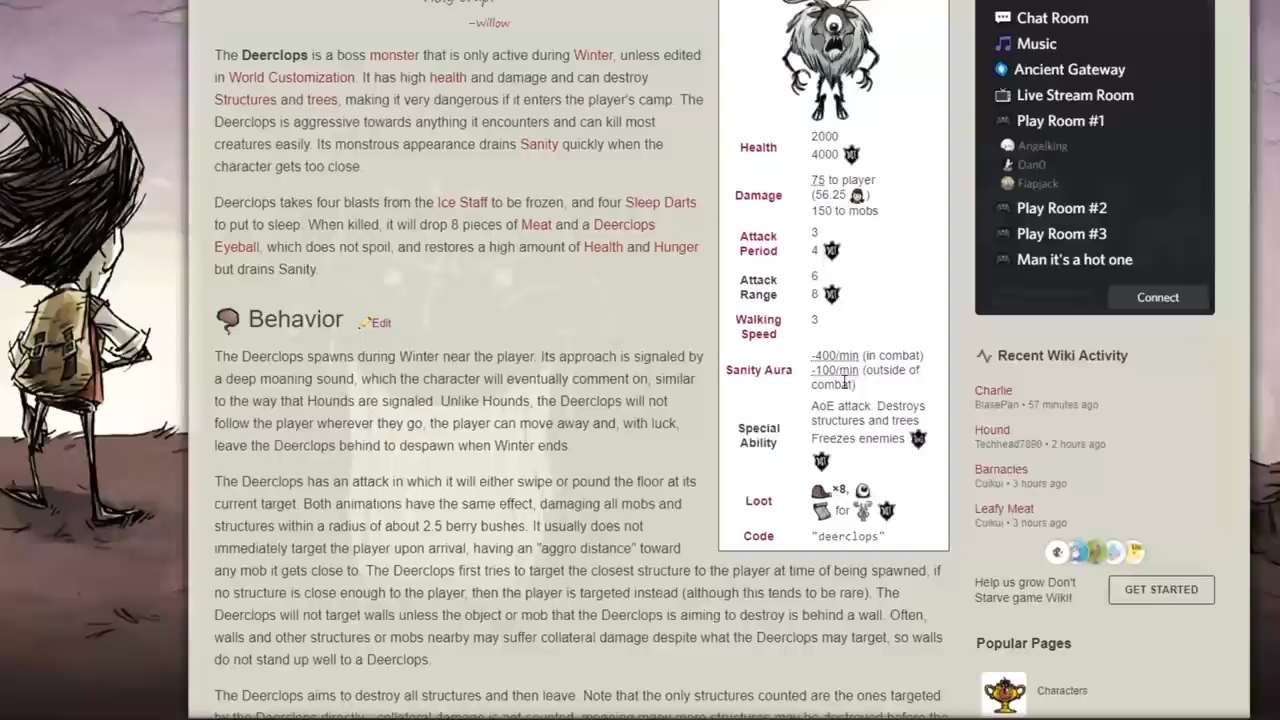 –Willow
The Deerclops is a boss monster that is only active during Winter, unless edited
in World Customization. It has high health and damage and can destroy
Structures and trees, making it very dangerous if it enters the player's camp. The
Deerclops is aggressive towards anything it encounters and can kill most
creatures easily. Its monstrous appearance drains Sanity quickly when the
character gets too close.
Deerclops takes four blasts from the Ice Staff to be frozen, and four Sleep Darts
to put to sleep. When killed, it will drop 8 pieces of Meat and a Deerclops
Eyeball, which does not spoil, and restores a high amount of Health and Hunger
but drains Sanity.
Behavior Edit
The Deerclops spawns during Winter near the player. Its approach is signaled by
a deep moaning sound, which the character will eventually comment on, similar
to the way that Hounds are signaled. Unlike Hounds, the Deerclops will not
follow the player wherever they go, the player can move away and, with luck,
leave the Deerclops behind to despawn when Winter ends.
The Deerclops has an attack in which it will either swipe or pound the floor at its
current target. Both animations have the same effect, damaging all mobs and
structures within a radius of about 2.5 berry bushes. It usually does not
immediately target the player upon arrival, having an "aggro distance" toward
any mob it gets close to. The Deerclops first tries to target the closest structure to the player at time of being spawned, if
no structure is close enough to the player, then the player is targeted instead (although this tends to be rare). The
Deerclops will not target walls unless the object or mob that the Deerclops is aiming to destroy is behind a wall. Often,
walls and other structures or mobs nearby may suffer collateral damage despite what the Deerclops may target, so walls
do not stand up well to a Deerclops.
The Deerclops aims to destroy all structures and then leave. Note that the only structures counted are the ones targeted
by the Deerclops directly
Health
2000
4000
Damage
75 to player
(56.25 )
150 to mobs
Attack
Period
3
4
Attack
Range
6
8
Walking
Speed
3
Sanity Aura
-400/min (in combat)
-100/min (outside of
combat)
Special
Ability
AoE attack. Destroys
structures and trees
Freezes enemies
Loot
×8,
for
Code
"deerclops"
Chat Room
Music
Ancient Gateway
Live Stream Room
Play Room #1
Angelking
Dan0
Flapjack
Play Room #2
Play Room #3
Man it's a hot one
Connect
Recent Wiki Activity
Charlie
BrasePan • 57 minutes ago
Hound
Techhead7890 • 2 hours ago
Barnacles
Cuikui • 3 hours ago
Leafy Meat
Cuikui • 3 hours ago
Help us grow Don't
Starve game Wiki!
GET STARTED
Popular Pages
Characters